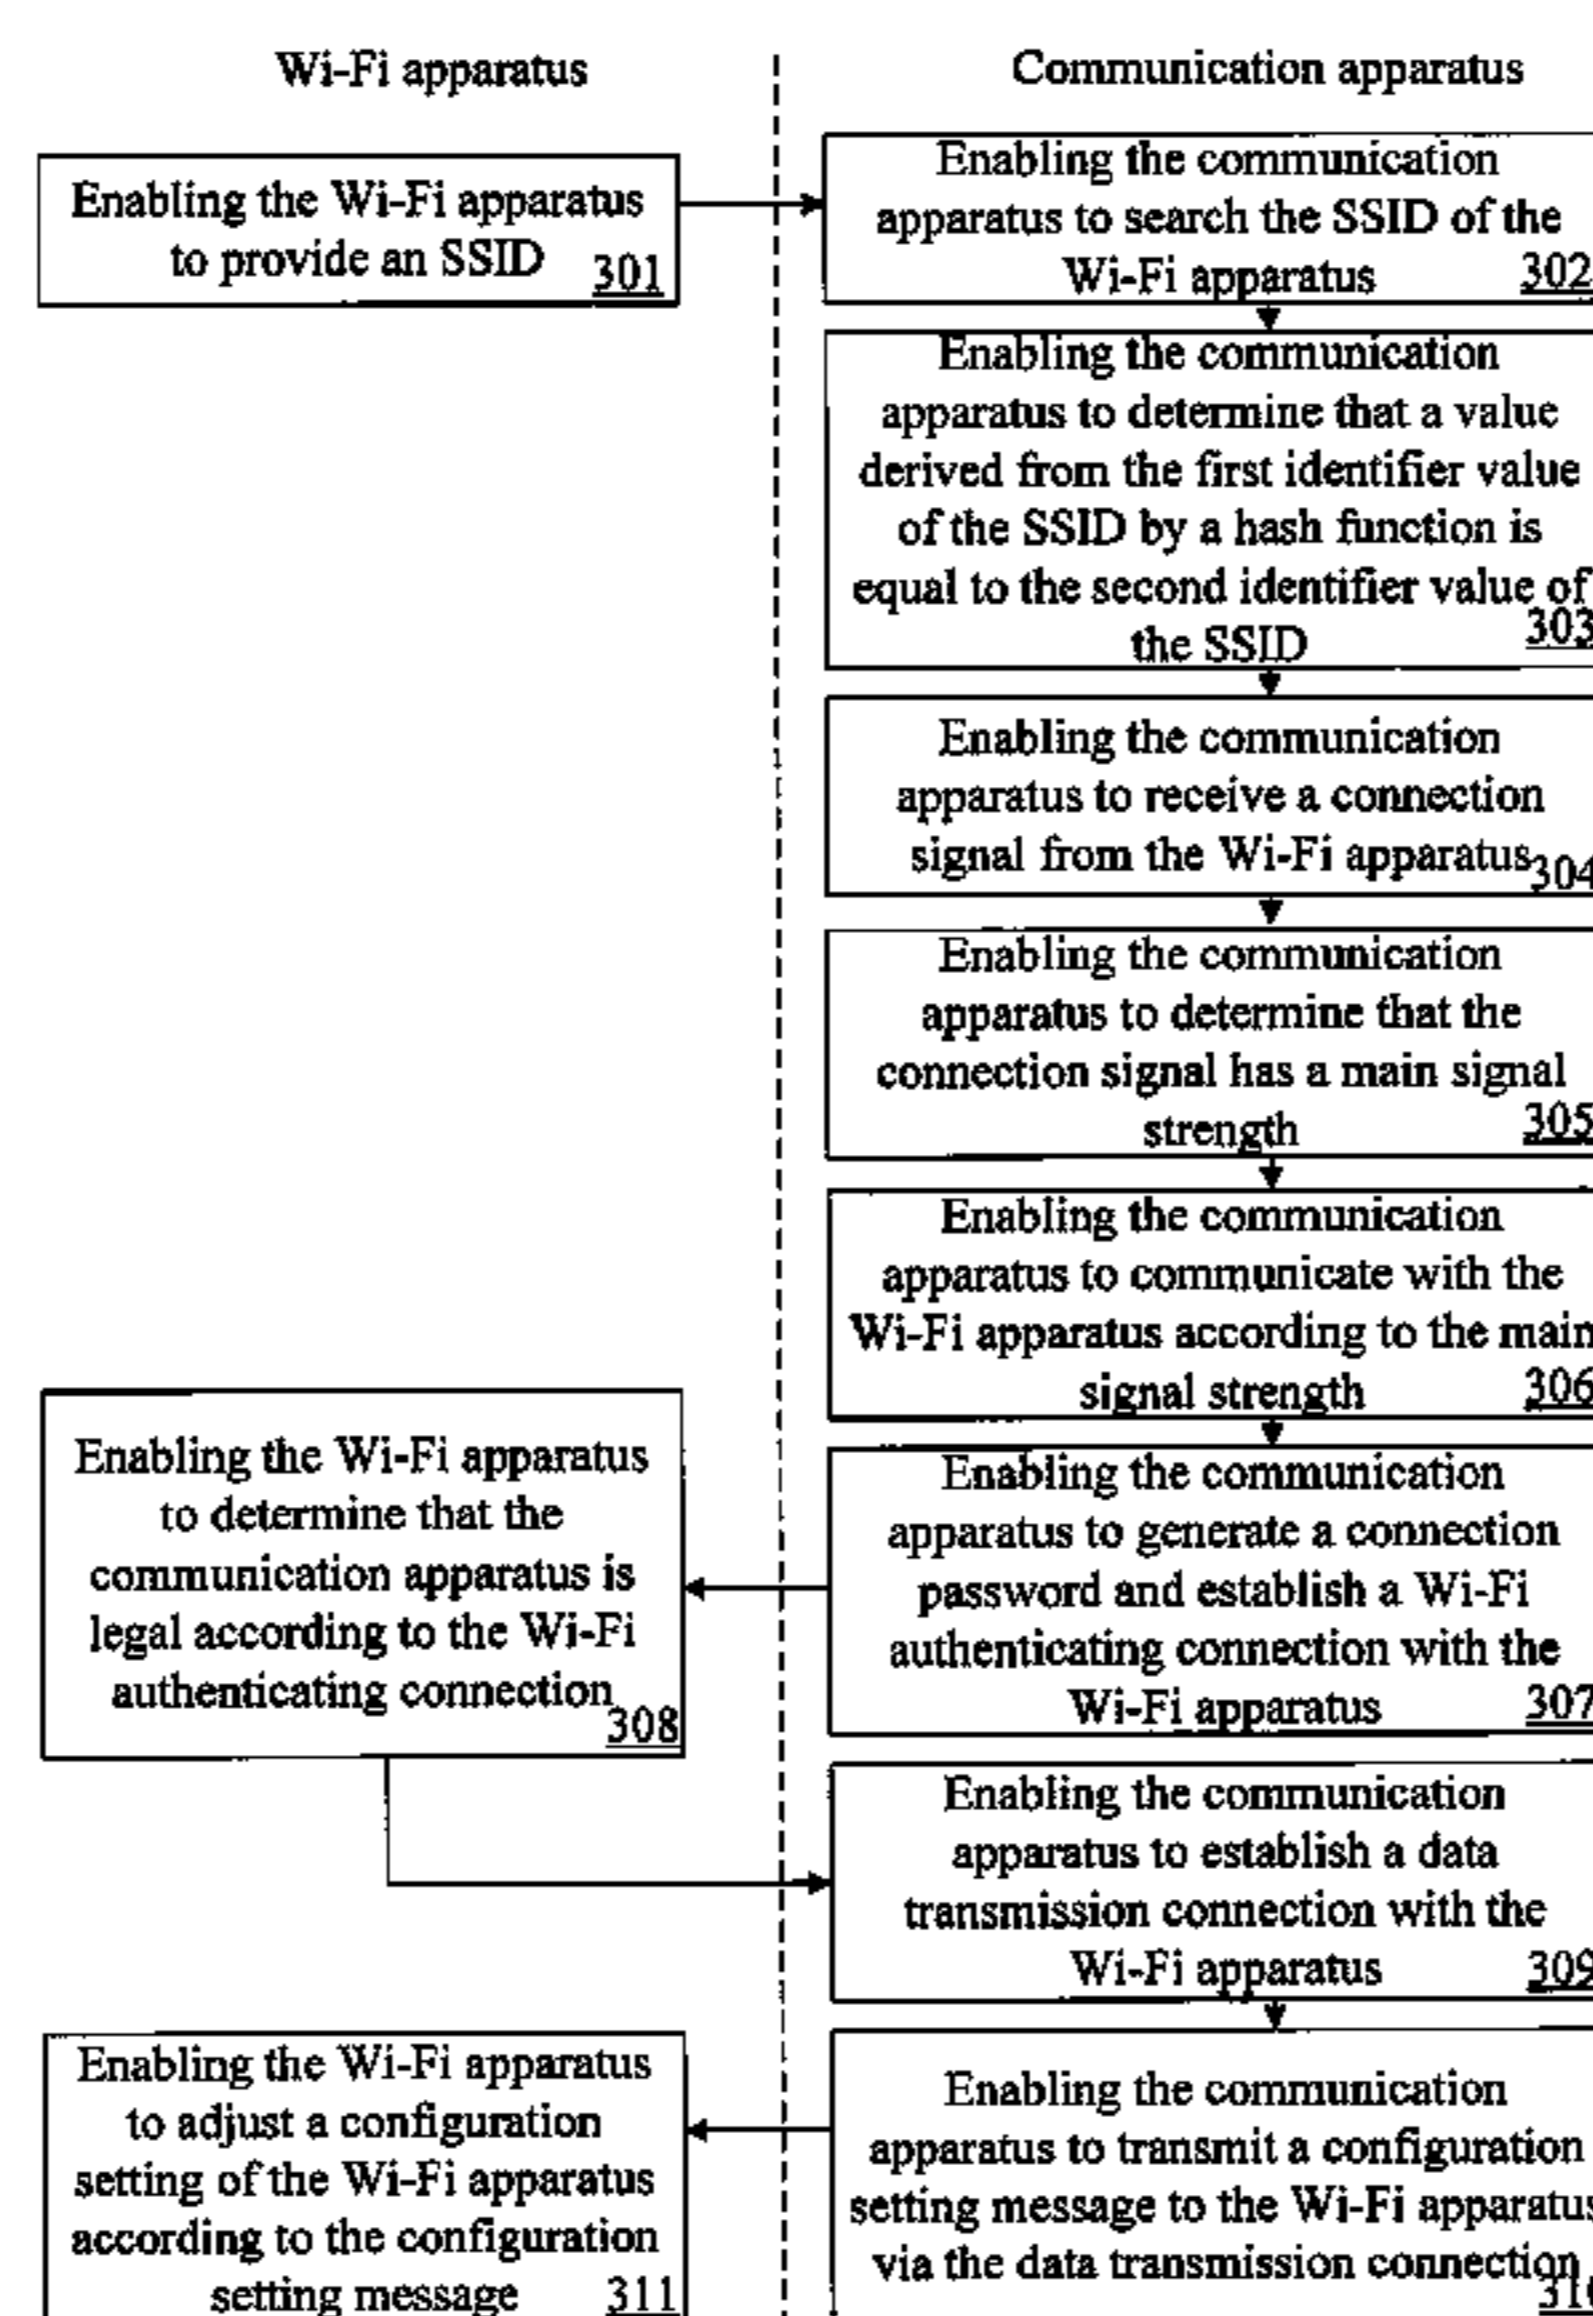 Wi-Fi apparatus
Communication apparatus
Enabling the Wi-Fi apparatus
to provide an SSID
301
Enabling the communication
apparatus to search the SSID of the
Wi-Fi apparatus
302
Enabling the communication
apparatus to determine that a value
derived from the first identifier value
of the SSID by a hash function is
equal to the second identifier value of
the SSID
303
Enabling the communication
apparatus to receive a connection
signal from the Wi-Fi apparatus
304
Enabling the communication
apparatus to determine that the
connection signal has a main signal
strength
305
Enabling the communication
apparatus to communicate with the
Wi-Fi apparatus according to the main
signal strength
306
Enabling the communication
apparatus to generate a connection
password and establish a Wi-Fi
authenticating connection with the
Wi-Fi apparatus
307
Enabling the Wi-Fi apparatus
to determine that the
communication apparatus is
legal according to the Wi-Fi
authenticating connection
308
Enabling the communication
apparatus to establish a data
transmission connection with the
Wi-Fi apparatus
309
Enabling the communication
apparatus to transmit a configuration
setting message to the Wi-Fi apparatus
via the data transmission connection
310
Enabling the Wi-Fi apparatus
to adjust a configuration
setting of the Wi-Fi apparatus
according to the configuration
setting message
311